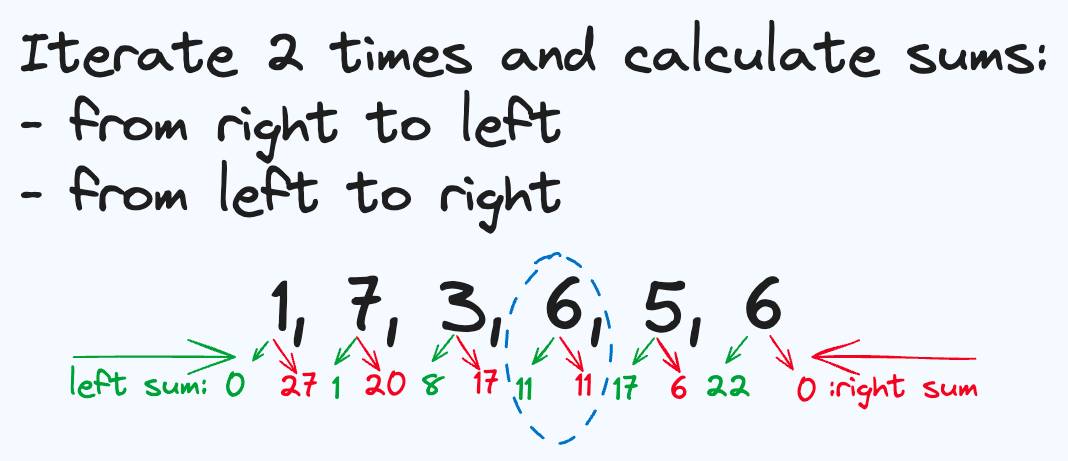 Iterate 2 times and calculate sums:
- from right to left
- from left to right
1, 7, 3, 6, 5, 6
left sum: 0 27 1 20 8 17 11 11 17 6 22 0 :right sum